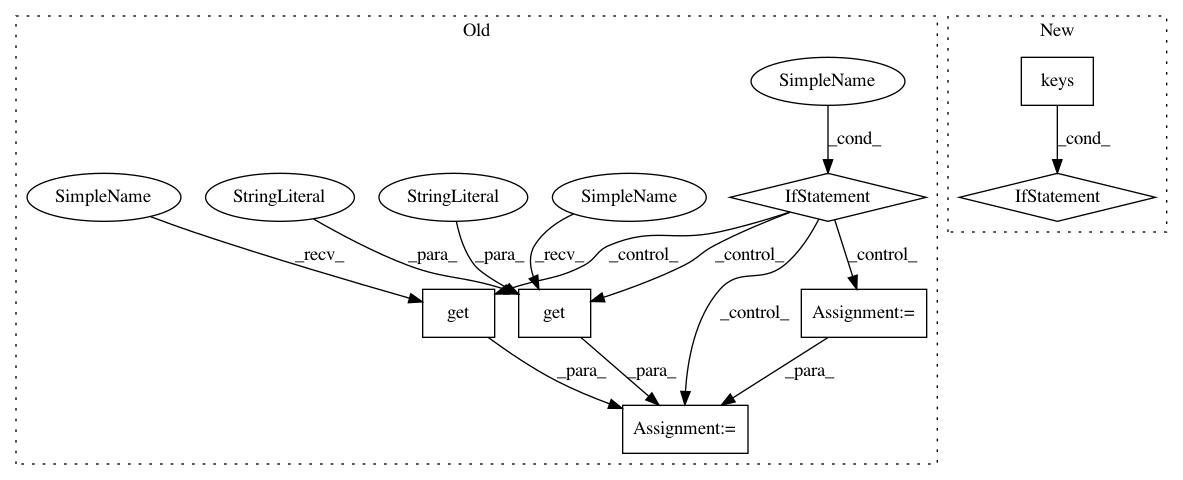 Old
New
SimpleName
keys
_cond_
_cond_
SimpleName
StringLiteral
StringLiteral
SimpleName
IfStatement
IfStatement
_recv_
_para_
_para_
_recv_
_control_
_control_
_control_
get
get
_control_
Assignment:=
_para_
_para_
_para_
Assignment:=